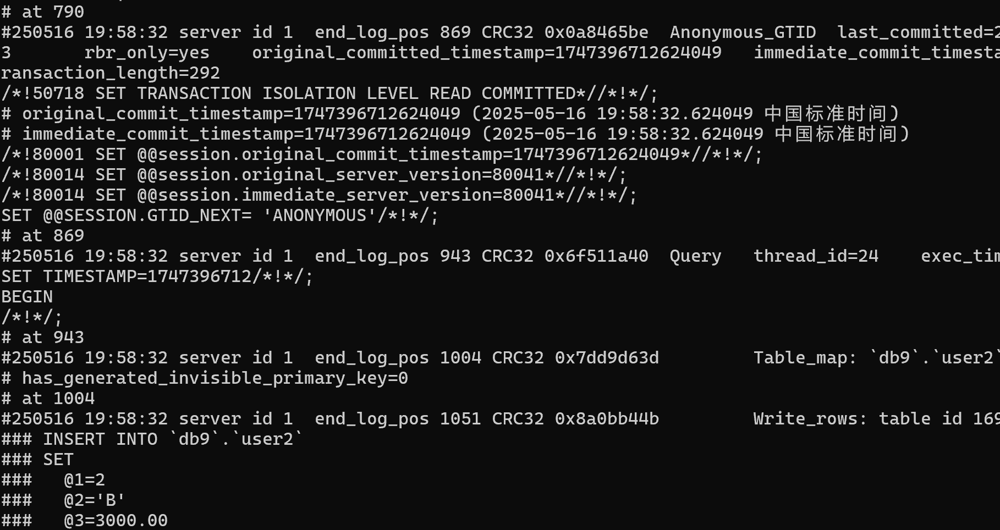 # at 790
#250516 19:58:32 server id 1  end_log_pos 869 CRC32 0x0a8465be  Anonymous_GTID  last_committed=2
3       rbr_only=yes    original_committed_timestamp=1747396712624049   immediate_commit_timesta
ransaction_length=292
/*!50718 SET TRANSACTION ISOLATION LEVEL READ COMMITTED*//*!*/;
# original_commit_timestamp=1747396712624049 (2025-05-16 19:58:32.624049 中国标准时间)
# immediate_commit_timestamp=1747396712624049 (2025-05-16 19:58:32.624049 中国标准时间)
/*!80001 SET @@session.original_commit_timestamp=1747396712624049*//*!*/;
/*!80014 SET @@session.original_server_version=80041*//*!*/;
/*!80014 SET @@session.immediate_server_version=80041*//*!*/;
SET @@SESSION.GTID_NEXT= 'ANONYMOUS'/*!*/;
# at 869
#250516 19:58:32 server id 1  end_log_pos 943 CRC32 0x6f511a40  Query   thread_id=24    exec_tim
SET TIMESTAMP=1747396712/*!*/;
BEGIN
/*!*/;
# at 943
#250516 19:58:32 server id 1  end_log_pos 1004 CRC32 0x7dd9d63d         Table_map: `db9`.`user2`
# has_generated_invisible_primary_key=0
# at 1004
#250516 19:58:32 server id 1  end_log_pos 1051 CRC32 0x8a0bb44b         Write_rows: table id 169
### INSERT INTO `db9`.`user2`
### SET
###   @1=2
###   @2='B'
###   @3=3000.00